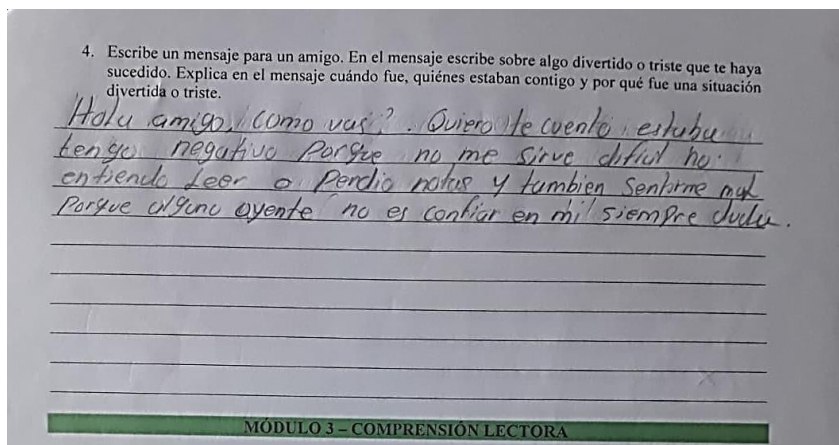 4. Escribe un mensaje para un amigo. En el mensaje escribe sobre algo divertido o triste que te haya
sucedido. Explica en el mensaje cuándo fue, quiénes estaban contigo y por qué fue una situación
divertida o triste.
Hola amigo, como vas?. Quiero te cuento, estaba
tengo negativo Porque no me sirve dificil no
entiendo Leer o Perdio notas y tambien Sentirme mal
Porque alguno oyente no es confiar en mi siempre duda.
MÓDULO 3 – COMPRENSIÓN LECTORA